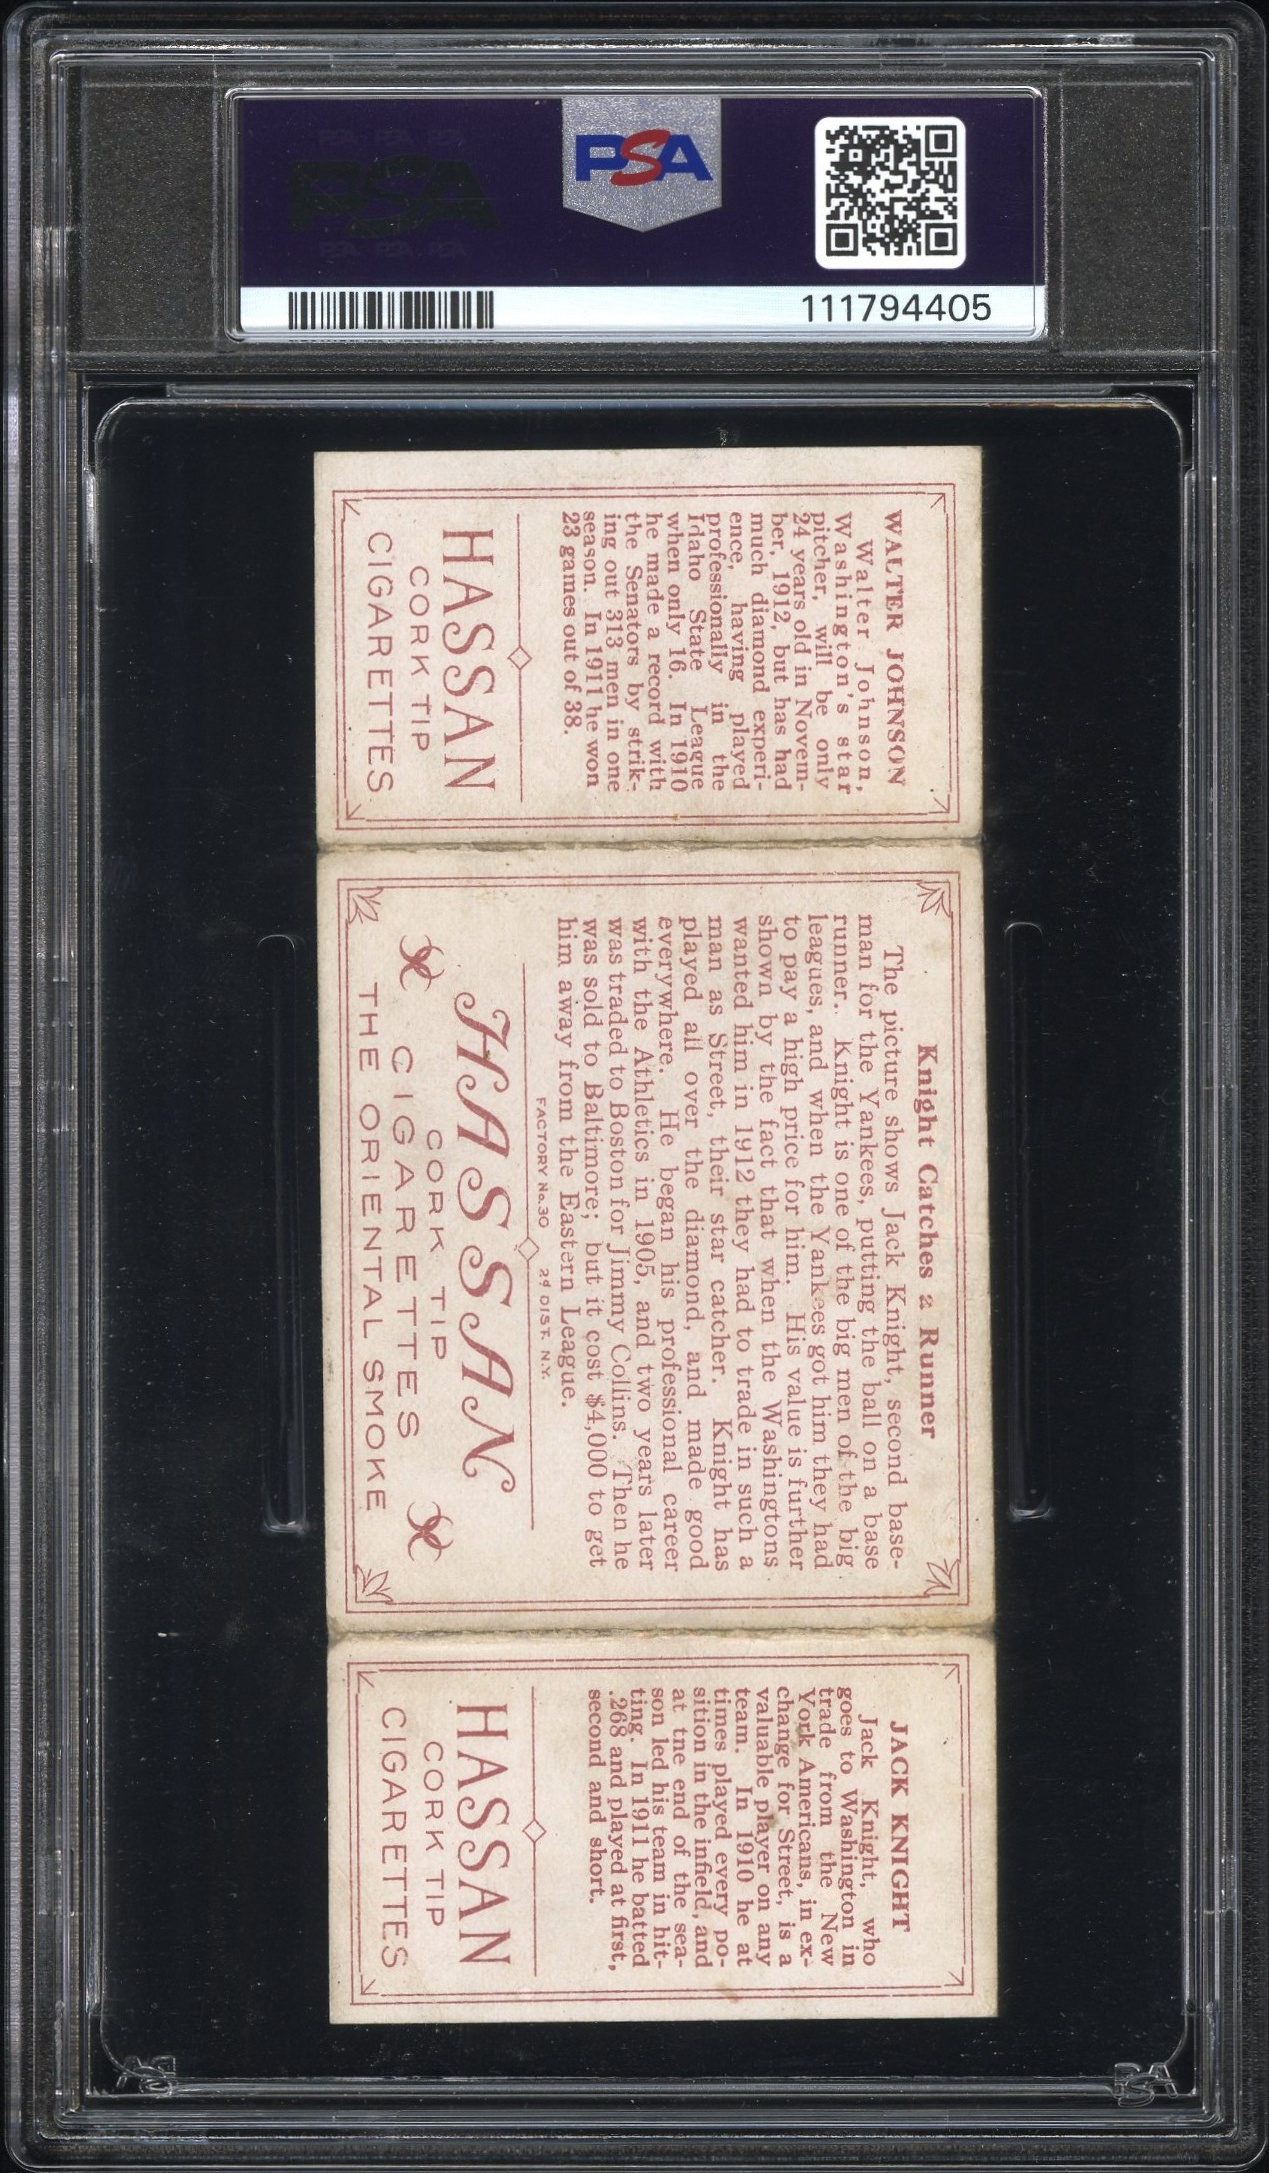 PSA
PSA
111794405
WALTER JOHNSON
Walter Johnson,
Washington's star
pitcher, will be only
24 years old in Novem-
ber, 1912, but has had
much diamond experi-
ence, having played
professionally in the
Idaho State League
when only 16. In 1910
he made a record with
the Senators by strik-
ing out 313 men in one
season. In 1911 he won
23 games out of 38.
HASSAN
CORK TIP
CIGARETTES
Knight Catches a Runner
The picture shows Jack Knight, second base-
man for the Yankees, putting the ball on a base
runner. Knight is one of the big men of the big
leagues, and when the Yankees got him they had
to pay a high price for him. His value is further
shown by the fact that when the Washingtons
wanted him in 1912 they had to trade in such a
man as Street, their star catcher. Knight has
played all over the diamond, and made good
everywhere. He began his professional career
with the Athletics in 1905, and two years later
was traded to Boston for Jimmy Collins. Then he
was sold to Baltimore; but it cost $4,000 to get
him away from the Eastern League.
FACTORY No. 30 2d DIST. N.Y.
HASSAN
CORK TIP
CIGARETTES
THE ORIENTAL SMOKE
JACK KNIGHT
Jack Knight, who
goes to Washington in
trade from the New
York Americans, in ex-
change for Street, is a
valuable player on any
team. In 1910 he at
times played every po-
sition in the infield, and
at the end of the sea-
son led his team in hit-
ting. In 1911 he batted
.268 and played at first,
second and short.
HASSAN
CORK TIP
CIGARETTES
PSA
PSA